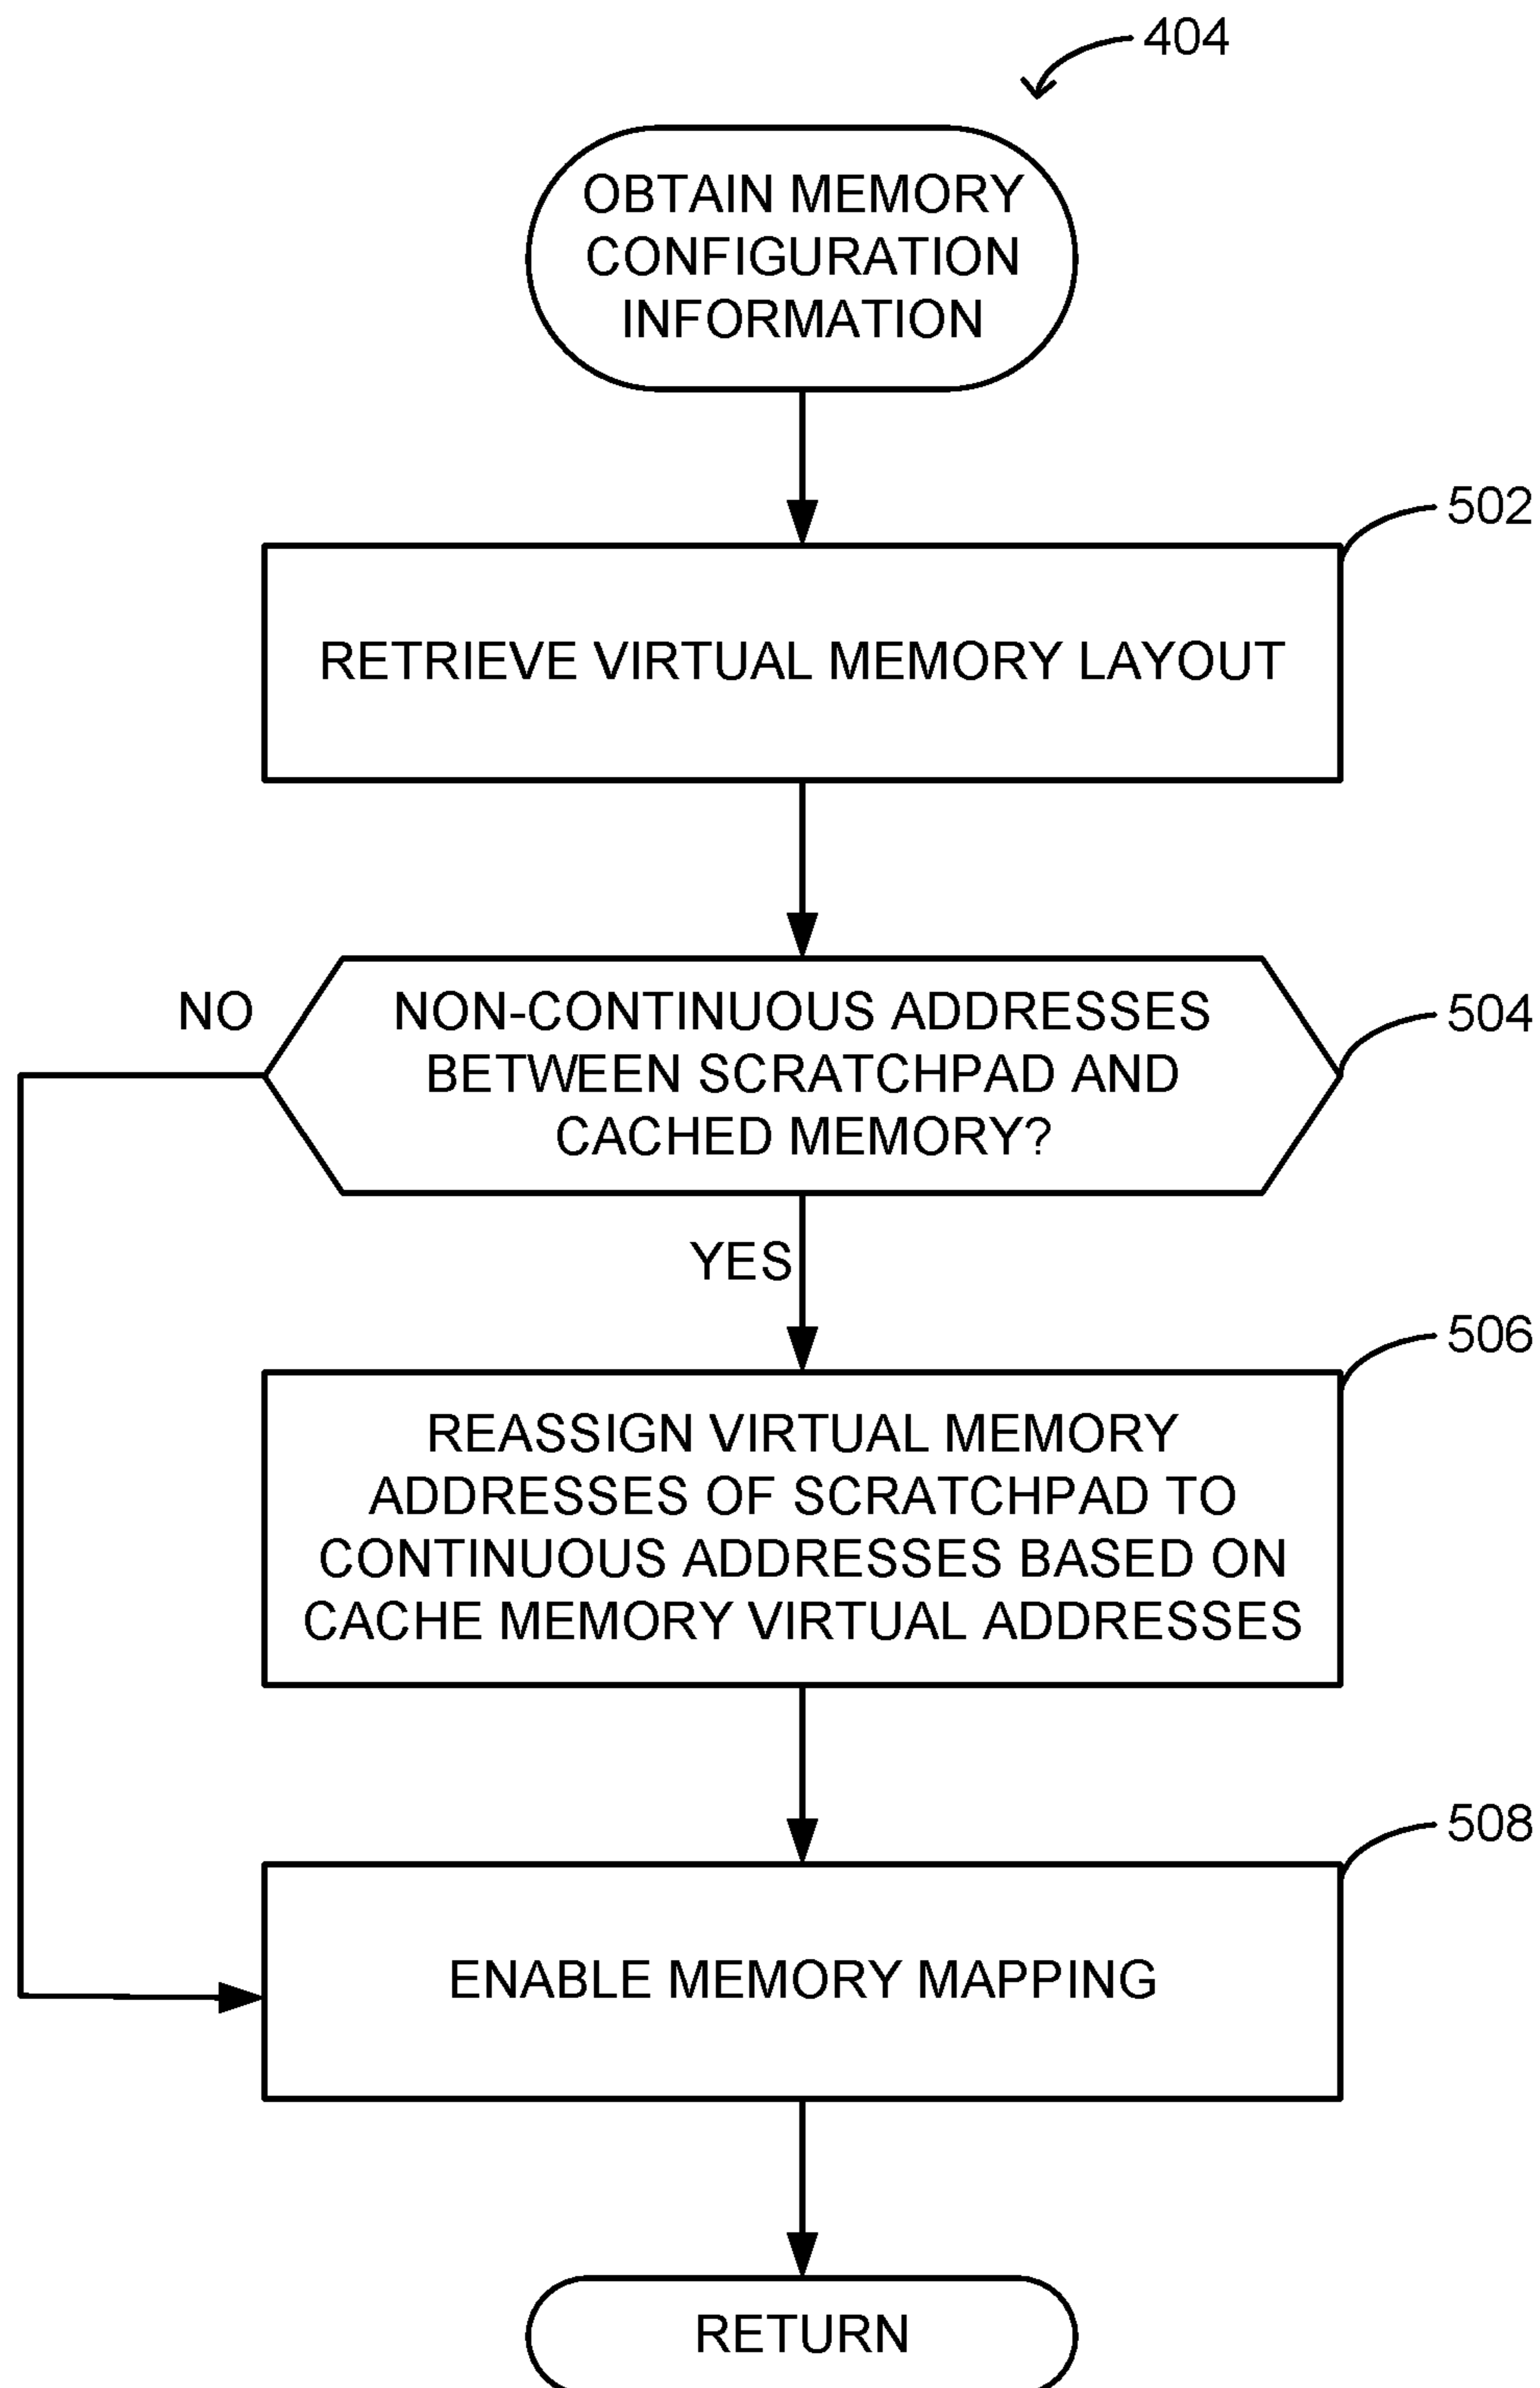 404
OBTAIN MEMORY
CONFIGURATION
INFORMATION
502
RETRIEVE VIRTUAL MEMORY LAYOUT
NO
NON-CONTINUOUS ADDRESSES
BETWEEN SCRATCHPAD AND
CACHED MEMORY?
504
YES
506
REASSIGN VIRTUAL MEMORY
ADDRESSES OF SCRATCHPAD TO
CONTINUOUS ADDRESSES BASED ON
CACHE MEMORY VIRTUAL ADDRESSES
508
ENABLE MEMORY MAPPING
RETURN